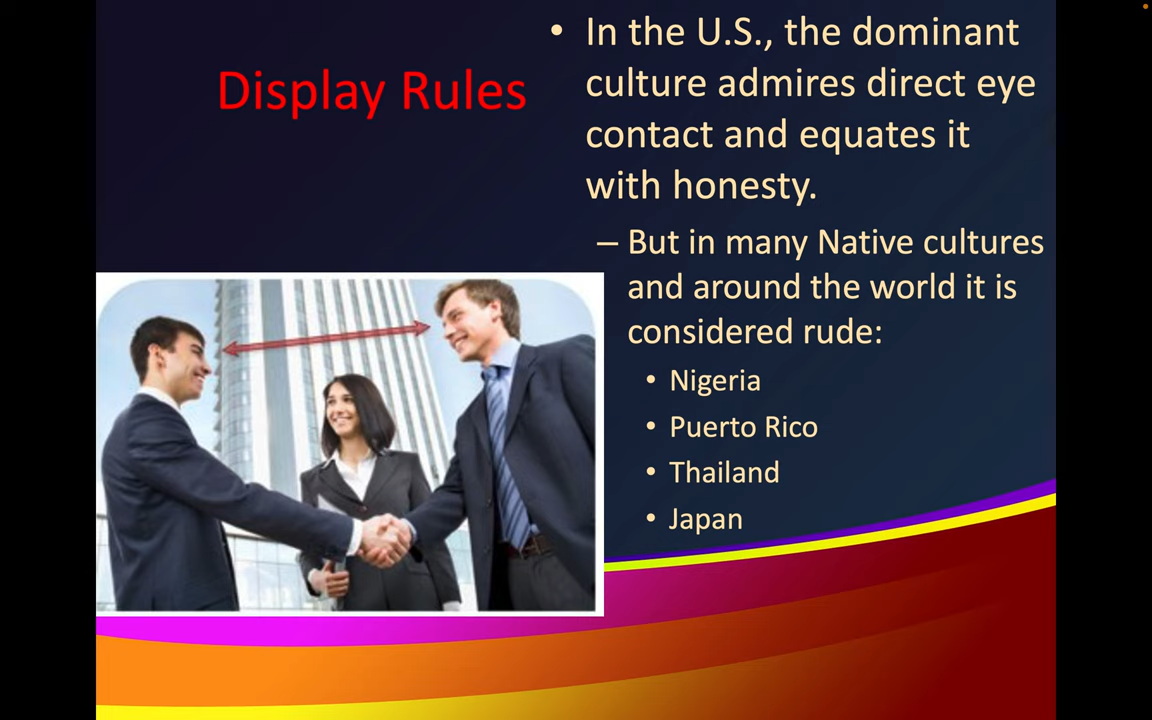 Display Rules
• In the U.S., the dominant
culture admires direct eye
contact and equates it
with honesty.
– But in many Native cultures
and around the world it is
considered rude:
• Nigeria
• Puerto Rico
• Thailand
• Japan